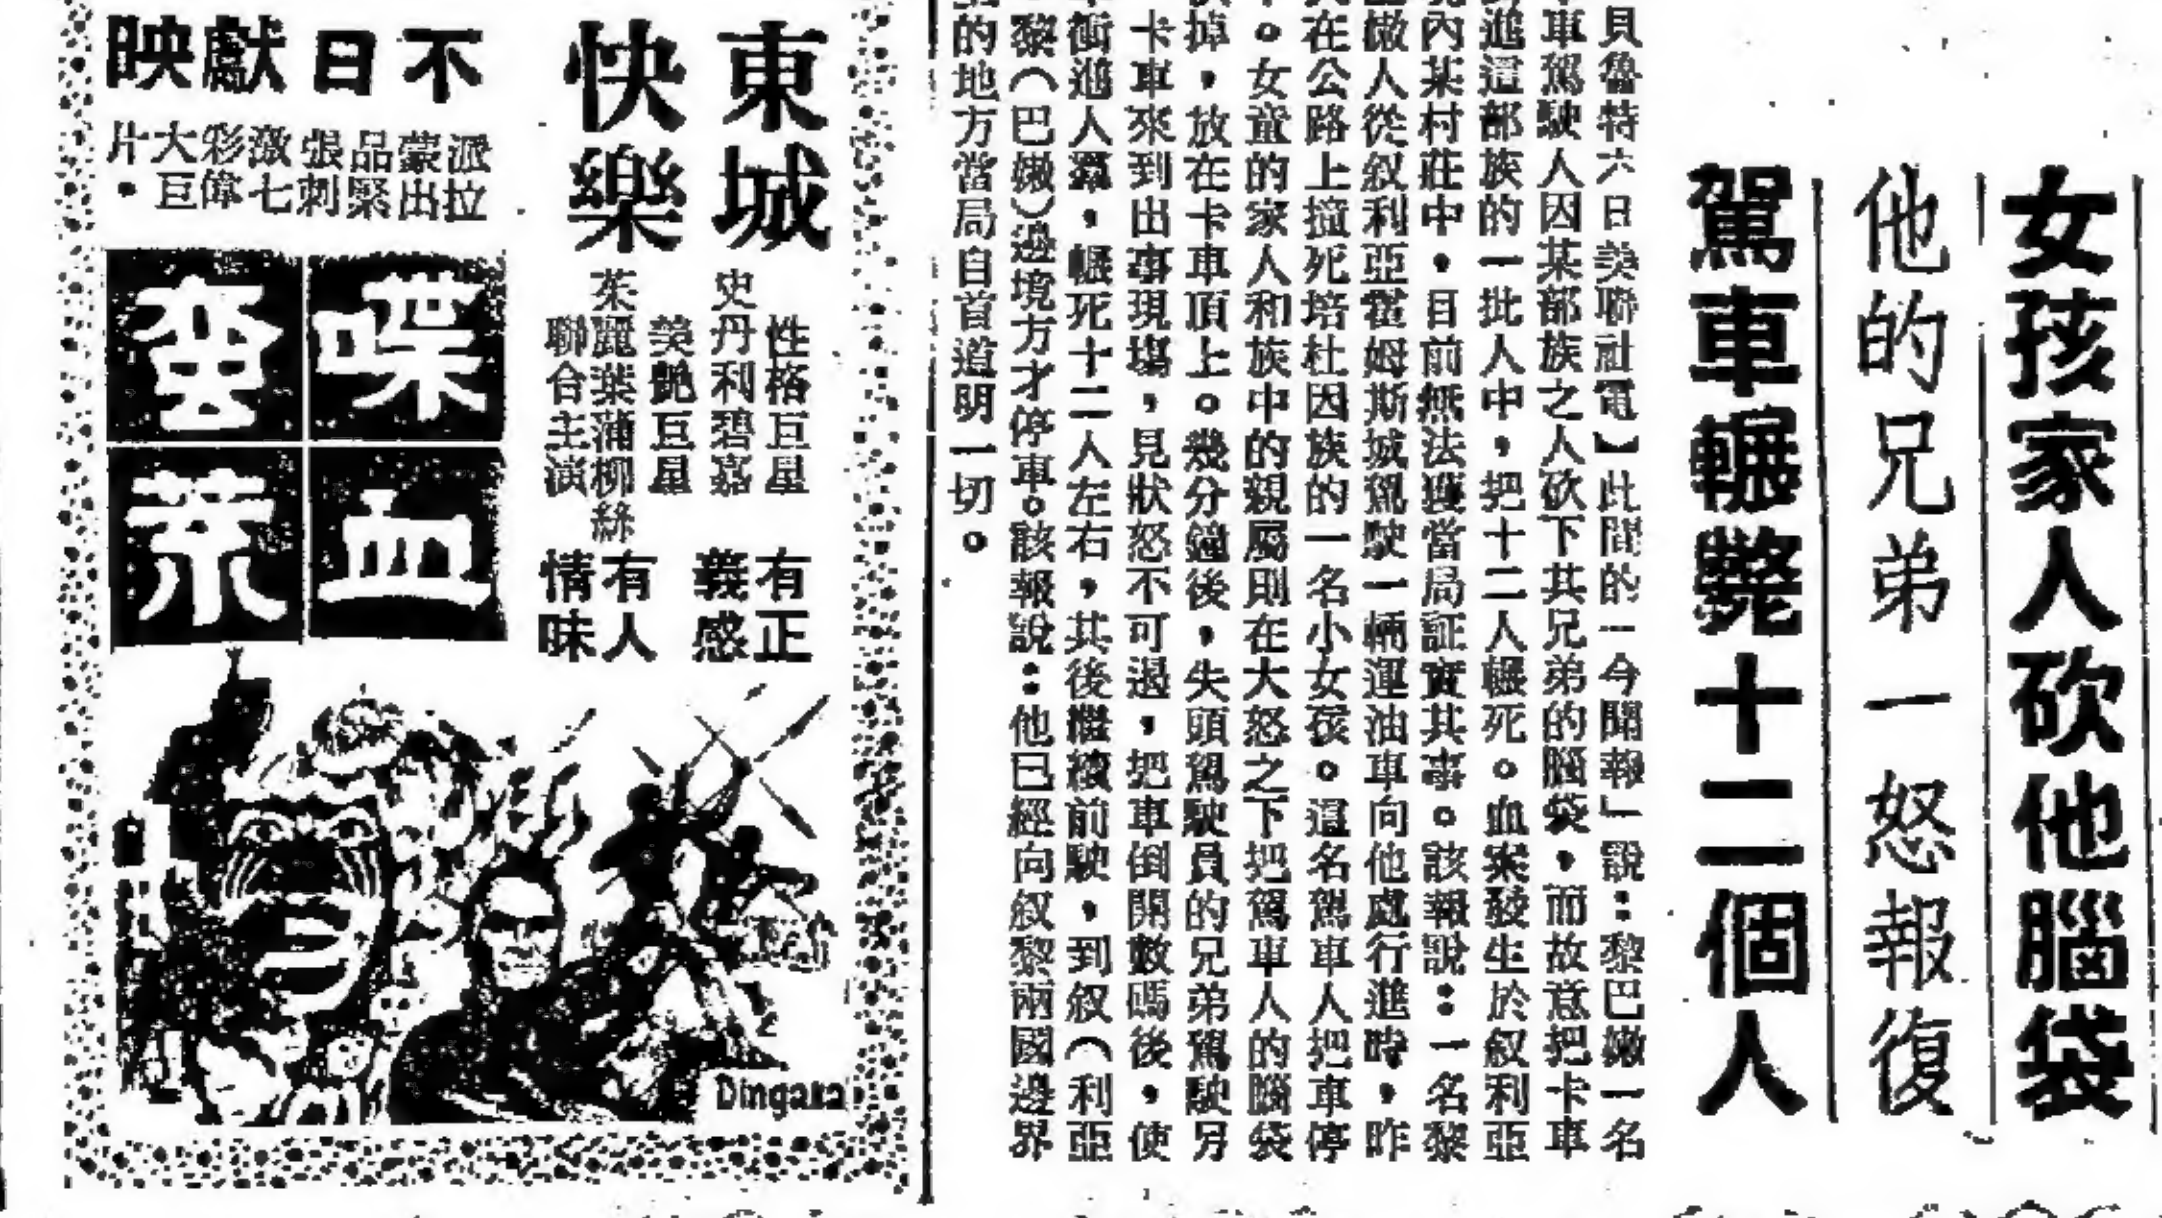 女孩家人砍他腦袋
他的兄弟一怒報復
駕車輾斃十二個人
貝魯特六日美聯社電】此間的「今聞報」說：黎巴嫩一名
車駕駛人因某部族之人砍下其兄弟的腦袋，而故意把卡車
進這部族的一批人中，把十二人輾死。血案發生於叙利亞
內某村莊中，目前無法獲當局証實其事。該報說：一名黎
嫩人從叙利亞霍姆斯城駕駛一輛運油車向他處行進時，昨
在公路上撞死培杜因族的一名小女孩。這名駕車人把車停
。女童的家人和族中的親屬則在大怒之下把駕車人的腦袋
掉，放在卡車頂上。幾分鐘後，失頭駕駛員的兄弟駕駛另
卡車來到出事現場，見狀怒不可遏，把車倒開數碼後，使
衝進人羣，輾死十二人左右，其後繼續前駛，到叙（利亞
黎（巴嫩）邊境方才停車。該報說：他已經向叙黎兩國邊界
的地方當局自首道明一切。
東城
快樂
不日獻映
派拉蒙出品緊張刺激七彩偉大巨片。
性格巨星
史丹利碧嘉
美艷巨星
茱麗葉蒲柳絲
聯合主演
有正義感
有人情味
喋血蠻荒
Dingaka